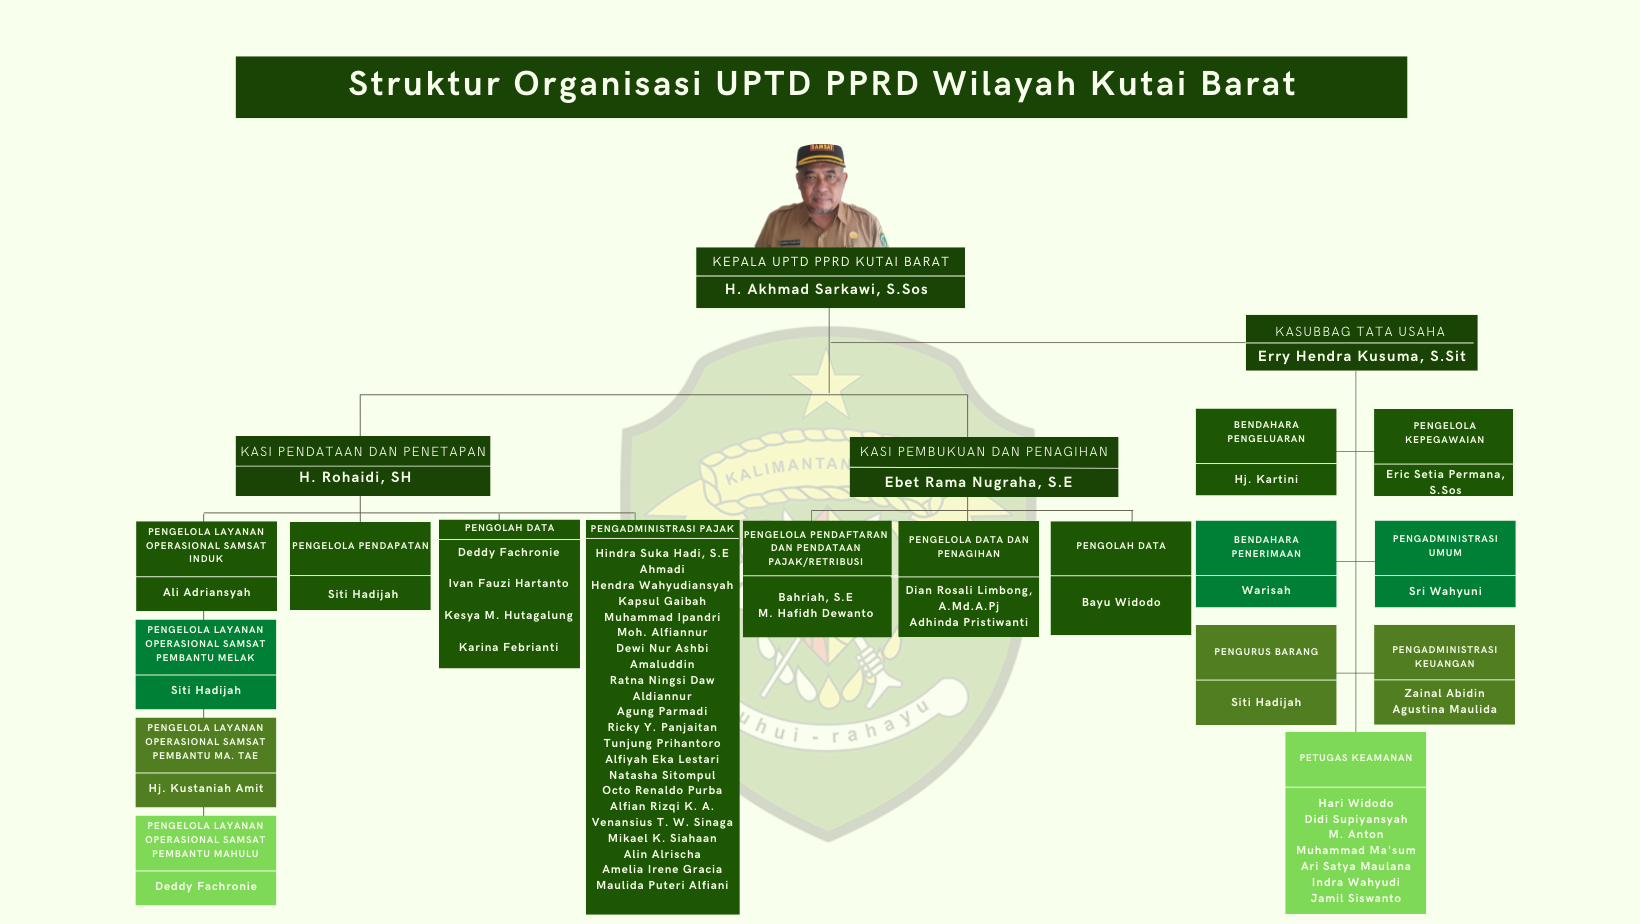 Struktur Organisasi UPTD PPRD Wilayah Kutai Barat
SAMSAT
KEPALA UPTD PPRD KUTAI BARAT
H. Akhmad Sarkawi, S.Sos
KASUBBAG TATA USAHA
Erry Hendra Kusuma, S.Sit
KALIMANTAN
uhui - rahayu
KASI PENDATAAN DAN PENETAPAN
H. Rohaidi, SH
KASI PEMBUKUAN DAN PENAGIHAN
Ebet Rama Nugraha, S.E
PENGELOLA LAYANAN
OPERASIONAL SAMSAT
INDUK
Ali Adriansyah
PENGELOLA LAYANAN
OPERASIONAL SAMSAT
PEMBANTU MELAK
Siti Hadijah
PENGELOLA LAYANAN
OPERASIONAL SAMSAT
PEMBANTU MA. TAE
Hj. Kustaniah Amit
PENGELOLA LAYANAN
OPERASIONAL SAMSAT
PEMBANTU MAHULU
Deddy Fachronie
PENGELOLA PENDAPATAN
Siti Hadijah
PENGOLAH DATA
Deddy Fachronie
Ivan Fauzi Hartanto
Kesya M. Hutagalung
Karina Febrianti
PENGADMINISTRASI PAJAK
Hindra Suka Hadi, S.E
Ahmadi
Hendra Wahyudiansyah
Kapsul Gaibah
Muhammad Ipandri
Moh. Alfiannur
Dewi Nur Ashbi
Amaluddin
Ratna Ningsi Daw
Aldiannur
Agung Parmadi
Ricky Y. Panjaitan
Tunjung Prihantoro
Alfiyah Eka Lestari
Natasha Sitompul
Octo Renaldo Purba
Alfian Rizqi K. A.
Venansius T. W. Sinaga
Mikael K. Siahaan
Alin Alrischa
Amelia Irene Gracia
Maulida Puteri Alfiani
PENGELOLA PENDAFTARAN
DAN PENDATAAN
PAJAK/RETRIBUSI
Bahriah, S.E
M. Hafidh Dewanto
PENGELOLA DATA DAN
PENAGIHAN
Dian Rosali Limbong,
A.Md.A.Pj
Adhinda Pristiwanti
PENGOLAH DATA
Bayu Widodo
BENDAHARA
PENGELUARAN
Hj. Kartini
PENGELOLA
KEPEGAWAIAN
Eric Setia Permana,
S.Sos
BENDAHARA
PENERIMAAN
Warisah
PENGADMINISTRASI
UMUM
Sri Wahyuni
PENGURUS BARANG
Siti Hadijah
PENGADMINISTRASI
KEUANGAN
Zainal Abidin
Agustina Maulida
PETUGAS KEAMANAN
Hari Widodo
Didi Supiyansyah
M. Anton
Muhammad Ma'sum
Ari Satya Maulana
Indra Wahyudi
Jamil Siswanto